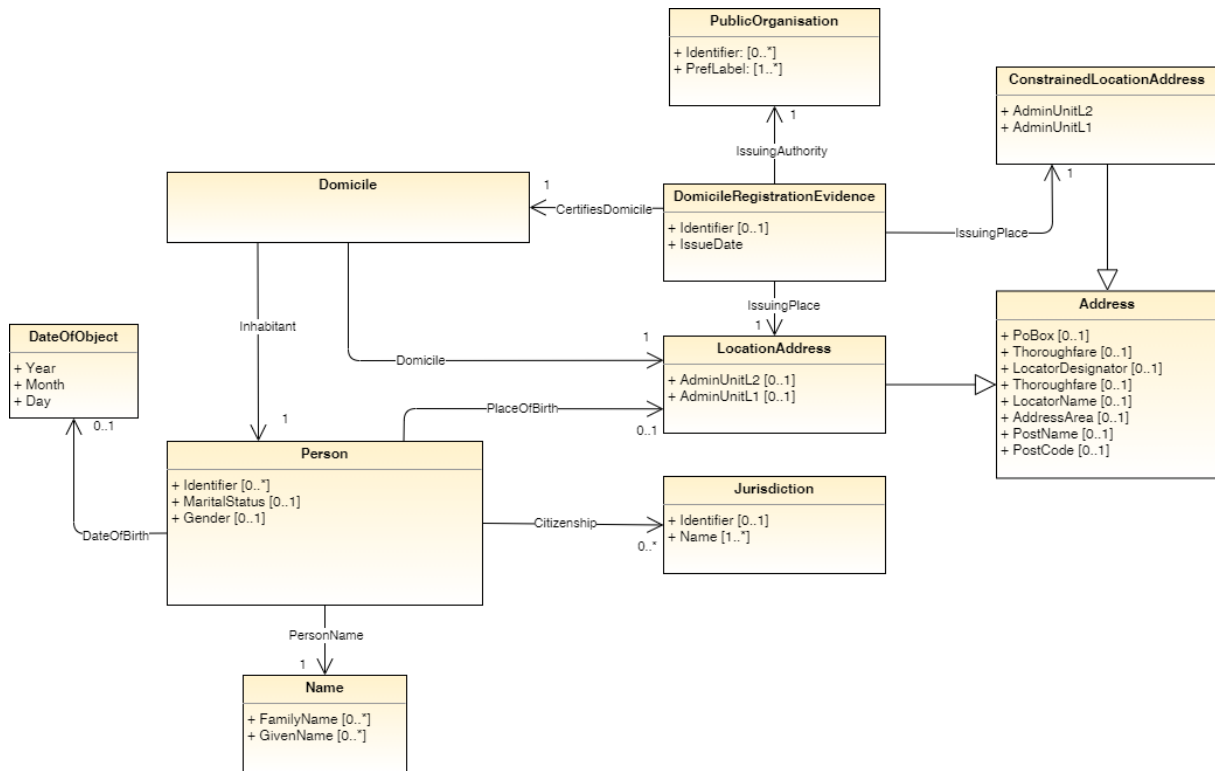 PublicOrganisation
+ Identifier: [0..*]
+ PrefLabel: [1..*]
1
IssuingAuthority
ConstrainedLocationAddress
+ AdminUnitL2
+ AdminUnitL1
1
IssuingPlace
Domicile
1
CertifiesDomicile
DomicileRegistrationEvidence
+ Identifier [0..1]
+ IssueDate
IssuingPlace
1
Inhabitant
1
Domicile
1
LocationAddress
+ AdminUnitL2 [0..1]
+ AdminUnitL1 [0..1]
Address
+ PoBox [0..1]
+ Thoroughfare [0..1]
+ LocatorDesignator [0..1]
+ Thoroughfare [0..1]
+ LocatorName [0..1]
+ AddressArea [0..1]
+ PostName [0..1]
+ PostCode [0..1]
DateOfObject
+ Year
+ Month
+ Day
0..1
DateOfBirth
PlaceOfBirth
0..1
Person
+ Identifier [0..*]
+ MaritalStatus [0..1]
+ Gender [0..1]
Citizenship
0..*
Jurisdiction
+ Identifier [0..1]
+ Name [1..*]
PersonName
1
Name
+ FamilyName [0..*]
+ GivenName [0..*]